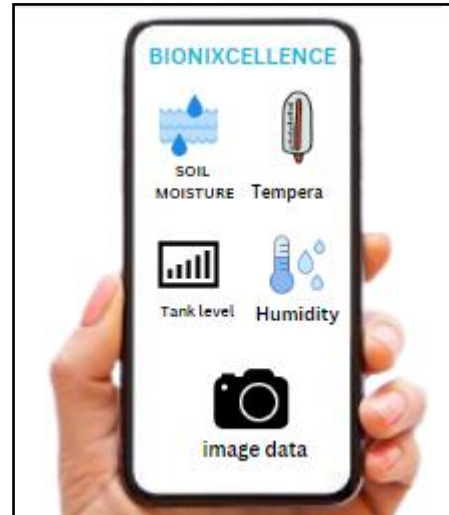 BIONIXCELLENCE
SOIL
MOISTURE
Tempera
Tank level
Humidity
image data